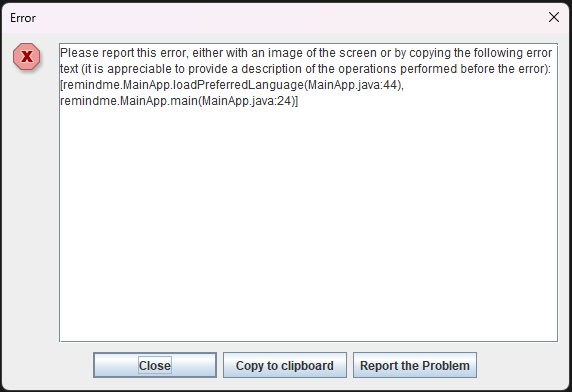 Error
Please report this error, either with an image of the screen or by copying the following error
text (it is appreciable to provide a description of the operations performed before the error):
[remindme.MainApp.loadPreferredLanguage(MainApp.java:44),
remindme.MainApp.main(MainApp.java:24)]
Close Copy to clipboard Report the Problem